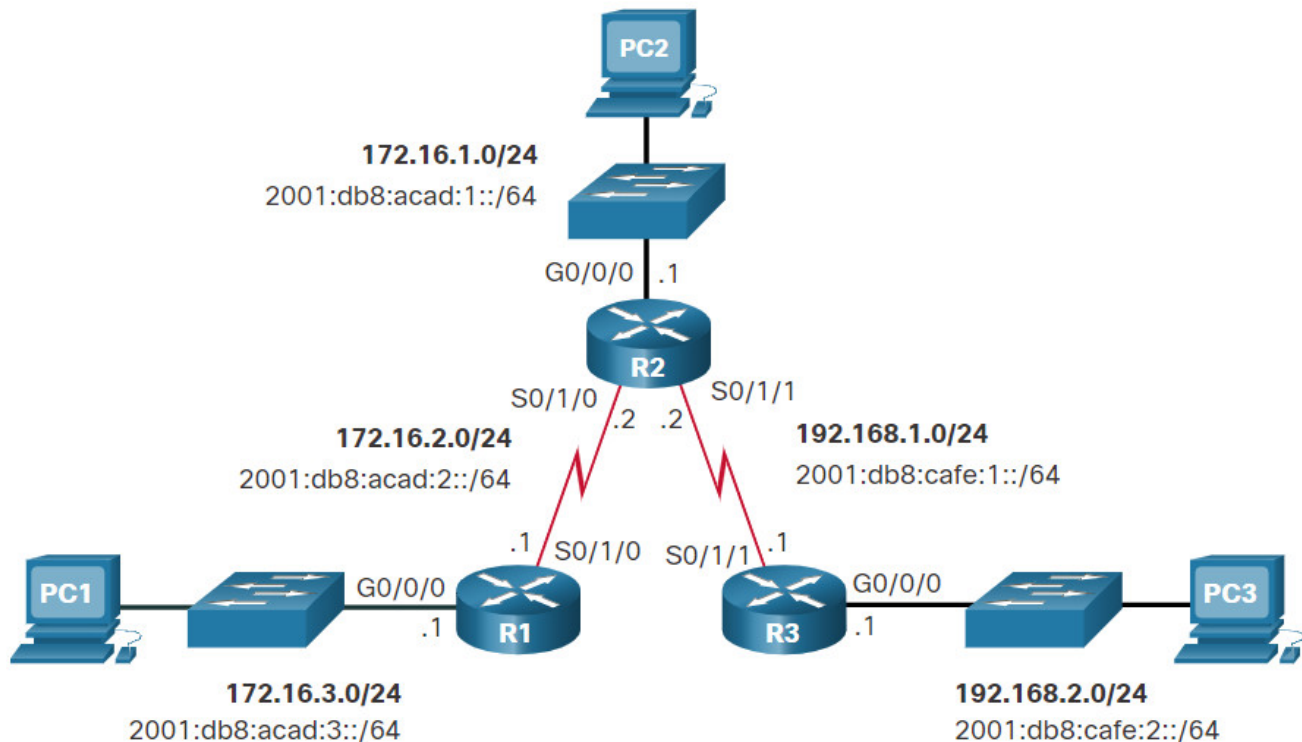 PC2
172.16.1.0/24
2001:db8:acad:1::/64
G0/0/0 .1
R2
S0/1/0 .2 .2 S0/1/1
172.16.2.0/24
2001:db8:acad:2::/64
192.168.1.0/24
2001:db8:cafe:1::/64
.1 S0/1/0
S0/1/1 .1
PC1
G0/0/0
.1
R1
R3
G0/0/0
.1
PC3
172.16.3.0/24
2001:db8:acad:3::/64
192.168.2.0/24
2001:db8:cafe:2::/64